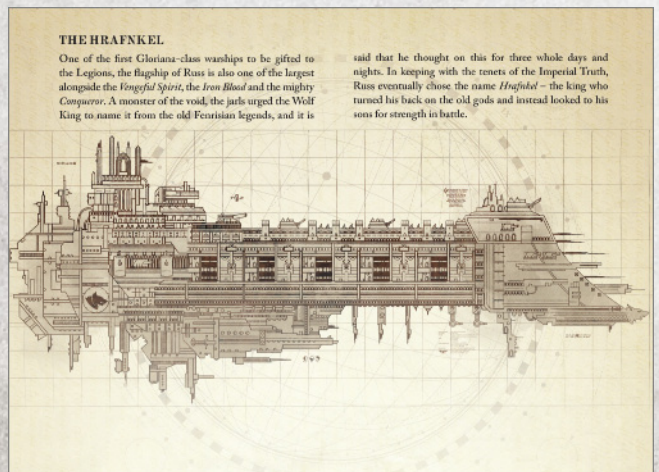 THE HRAFNKEL
One of the first Gloriana-class warships to be gifted to
the Legions, the flagship of Russ is also one of the largest
alongside the Vengeful Spirit, the Iron Blood and the mighty
Conqueror. A monster of the void, the jarls urged the Wolf
King to name it from the old Fenrisian legends, and it is
said that he thought on this for three whole days and
nights. In keeping with the tenets of the Imperial Truth,
Russ eventually chose the name Hrafnkel – the king who
turned his back on the old gods and instead looked to his
sons for strength in battle.